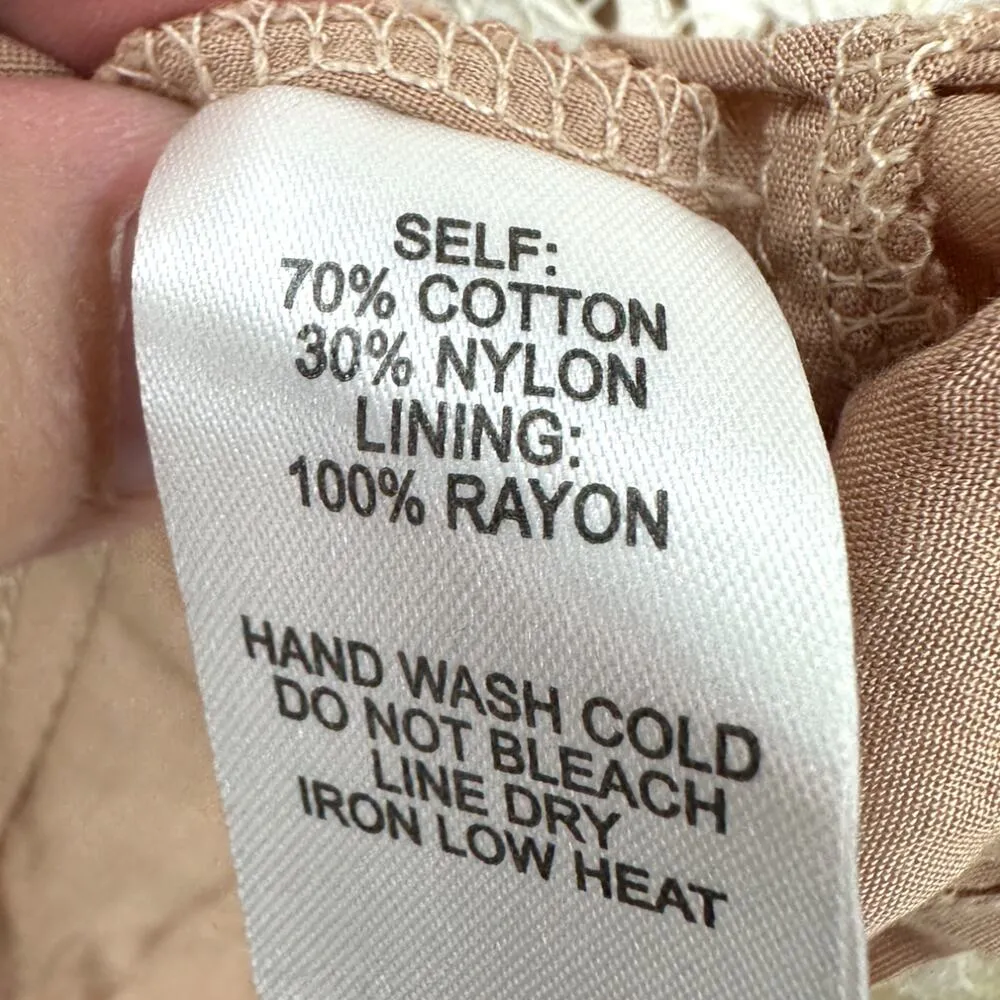 SELF:
70% COTTON
30% NYLON
LINING:
100% RAYON
HAND WASH COLD
DO NOT BLEACH
LINE DRY
IRON LOW HEAT